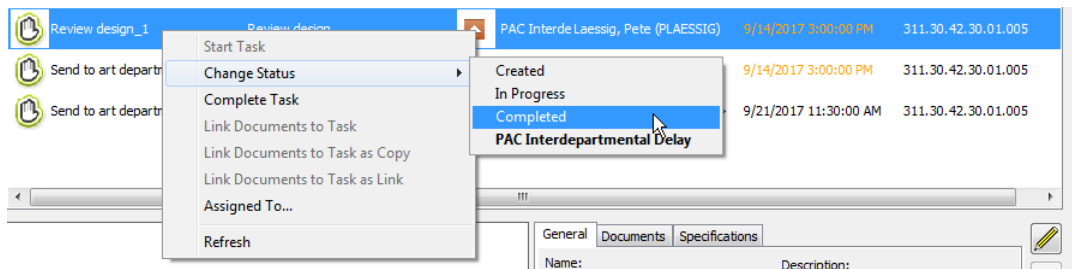 Review design_1 Review design PAC Interde Laessig, Pete (PLAESSIG) 9/14/2017 3:00:00 PM 311.30.42.30.01.005
Start Task
Send to art departr Change Status Created 9/14/2017 3:00:00 PM 311.30.42.30.01.005
In Progress
Complete Task
Send to art departr Completed 9/21/2017 11:30:00 AM 311.30.42.30.01.005
Link Documents to Task
PAC Interdepartmental Delay
Link Documents to Task as Copy
Link Documents to Task as Link
Assigned To...
Refresh
General Documents Specifications
Name: Description: